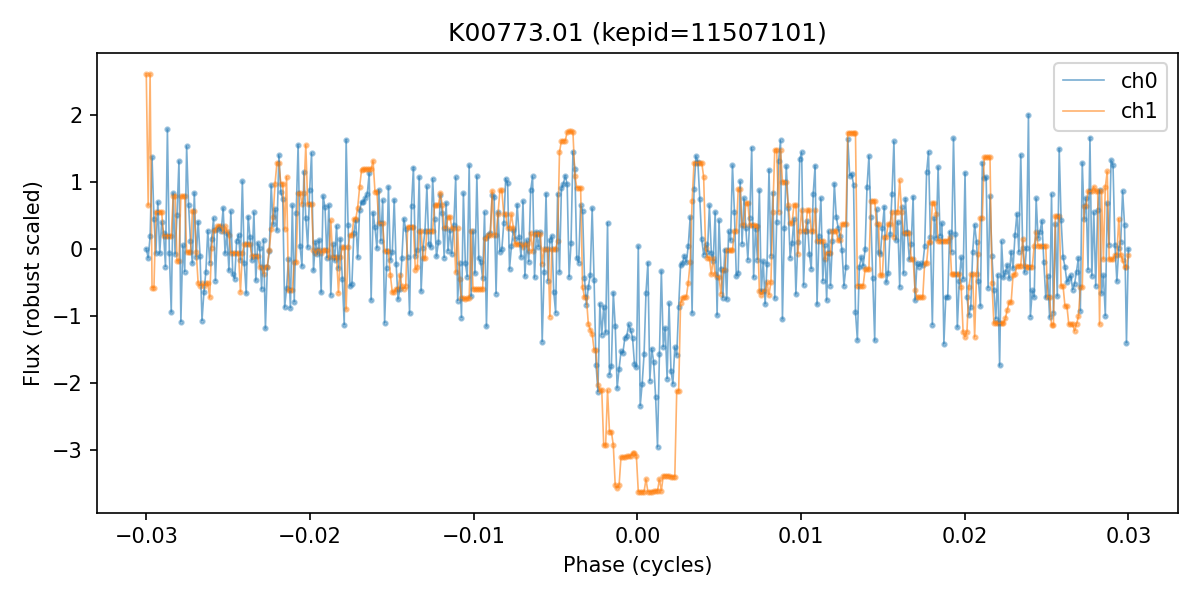 K00773.01 (kepid=11507101)
ch0
ch1
Flux (robust scaled)
2
1
0
−1
−2
−3
−0.03
−0.02
−0.01
0.00
0.01
0.02
0.03
Phase (cycles)